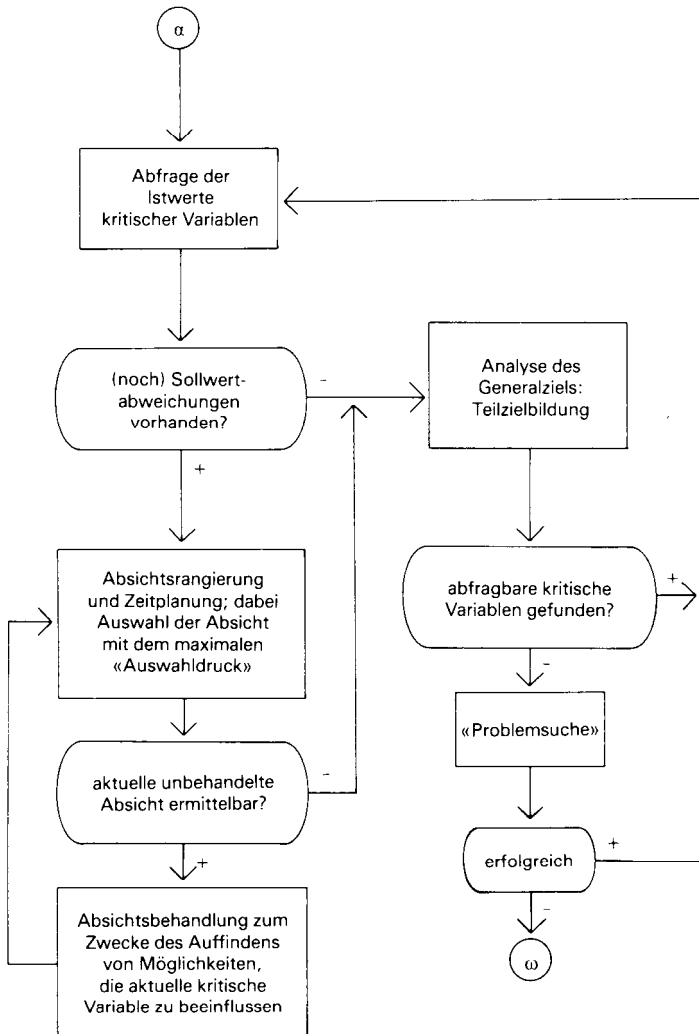 α
Abfrage der
Istwerte
kritischer Variablen
(noch) Sollwert-
abweichungen
vorhanden?
-
+
Absichtsrangierung
und Zeitplanung; dabei
Auswahl der Absicht
mit dem maximalen
«Auswahldruck»
aktuelle unbehandelte
Absicht ermittelbar?
-
+
Absichtsbehandlung zum
Zwecke des Auffindens
von Möglichkeiten,
die aktuelle kritische
Variable zu beeinflussen
Analyse des
Generalziels:
Teilzielbildung
abfragbare kritische
Variablen gefunden?
+
-
«Problemsuche»
erfolgreich
+
-
ω